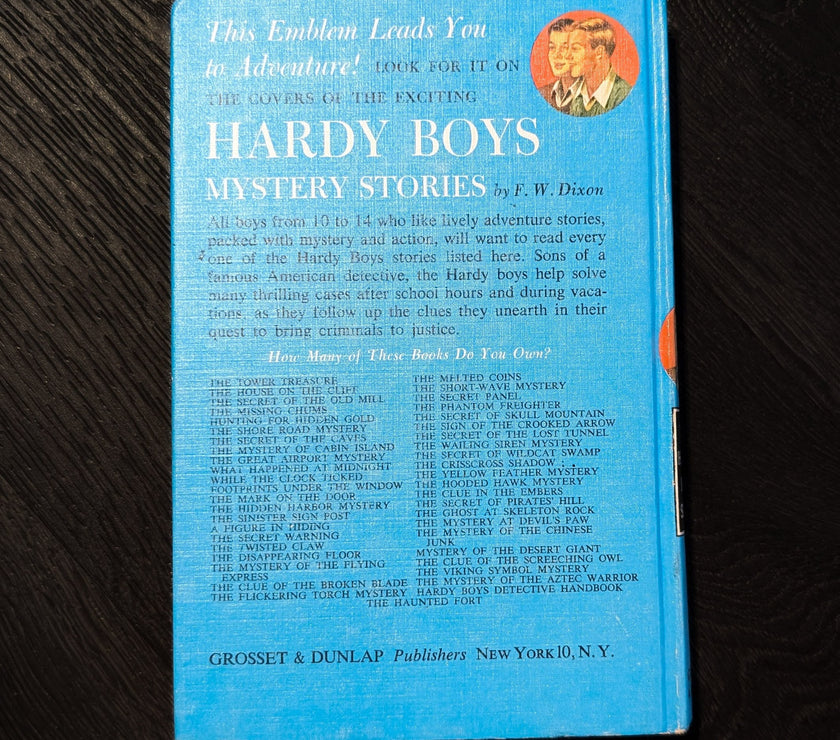 This Emblem Leads You
to Adventure! LOOK FOR IT ON
THE COVERS OF THE EXCITING
HARDY BOYS
MYSTERY STORIES by F. W. Dixon
All boys from 10 to 14 who like lively adventure stories,
packed with mystery and action, will want to read every
one of the Hardy Boys stories listed here. Sons of a
famous American detective, the Hardy boys help solve
many thrilling cases after school hours and during vaca-
tions, as they follow up the clues they unearth in their
quest to bring criminals to justice.
How Many of These Books Do You Own?
THE TOWER TREASURE
THE HOUSE ON THE CLIFF
THE SECRET OF THE OLD MILL
THE MISSING CHUMS
HUNTING FOR HIDDEN GOLD
THE SHORE ROAD MYSTERY
THE SECRET OF THE CAVES
THE MYSTERY OF CABIN ISLAND
THE GREAT AIRPORT MYSTERY
WHAT HAPPENED AT MIDNIGHT
WHILE THE CLOCK TICKED
FOOTPRINTS UNDER THE WINDOW
THE MARK ON THE DOOR
THE HIDDEN HARBOR MYSTERY
THE SINISTER SIGN POST
A FIGURE IN HIDING
THE SECRET WARNING
THE TWISTED CLAW
THE DISAPPEARING FLOOR
THE MYSTERY OF THE FLYING
EXPRESS
THE CLUE OF THE BROKEN BLADE
THE FLICKERING TORCH MYSTERY
THE MELTED COINS
THE SHORT-WAVE MYSTERY
THE SECRET PANEL
THE PHANTOM FREIGHTER
THE SECRET OF SKULL MOUNTAIN
THE SIGN OF THE CROOKED ARROW
THE SECRET OF THE LOST TUNNEL
THE WAILING SIREN MYSTERY
THE SECRET OF WILDCAT SWAMP
THE CRISSCROSS SHADOW
THE YELLOW FEATHER MYSTERY
THE HOODED HAWK MYSTERY
THE CLUE IN THE EMBERS
THE SECRET OF PIRATES' HILL
THE GHOST AT SKELETON ROCK
THE MYSTERY AT DEVIL'S PAW
THE MYSTERY OF THE CHINESE
JUNK
MYSTERY OF THE DESERT GIANT
THE CLUE OF THE SCREECHING OWL
THE VIKING SYMBOL MYSTERY
THE MYSTERY OF THE AZTEC WARRIOR
HARDY BOYS DETECTIVE HANDBOOK
THE HAUNTED FORT
GROSSET & DUNLAP Publishers NEW YORK 10, N. Y.